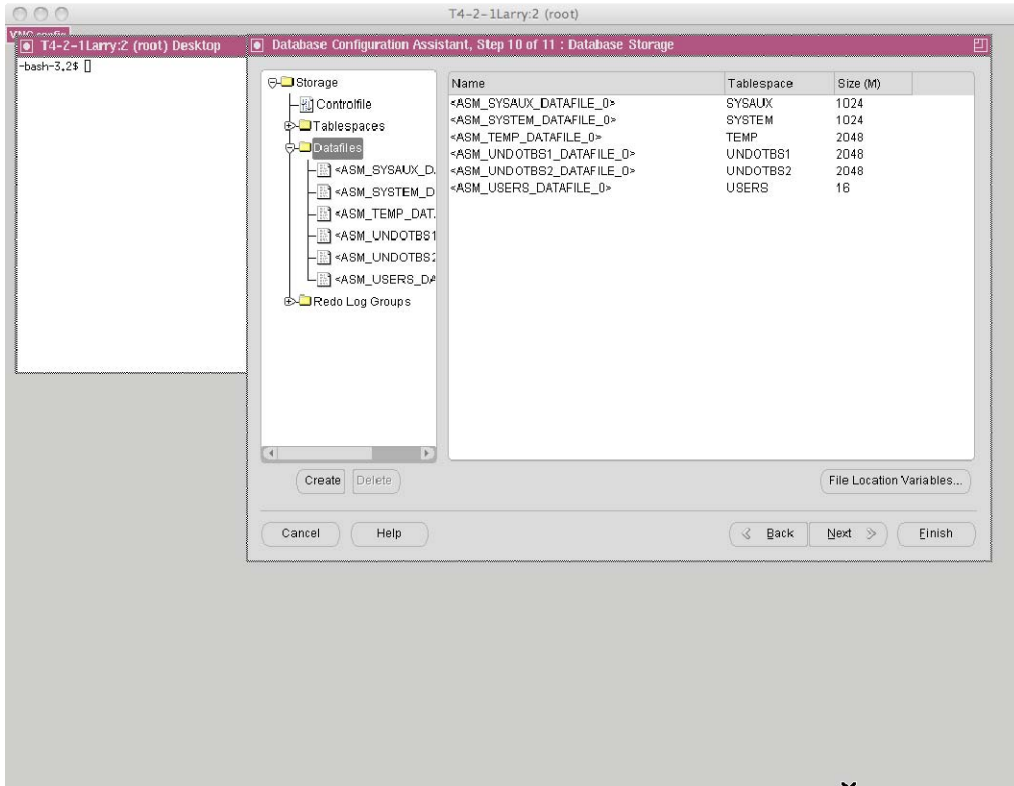 T4-2-1Larry:2 (root)
VNC config
T4-2-1Larry:2 (root) Desktop
-bash-3.2$ []
Database Configuration Assistant, Step 10 of 11 : Database Storage
Storage
Controlfile
Tablespaces
Datafiles
<ASM_SYSAUX_D.
<ASM_SYSTEM_D
<ASM_TEMP_DAT.
<ASM_UNDOTBS1
<ASM_UNDOTBS2
<ASM_USERS_DA
Redo Log Groups
Name Tablespace Size (M)
<ASM_SYSAUX_DATAFILE_0> SYSAUX 1024
<ASM_SYSTEM_DATAFILE_0> SYSTEM 1024
<ASM_TEMP_DATAFILE_0> TEMP 2048
<ASM_UNDOTBS1_DATAFILE_0> UNDOTBS1 2048
<ASM_UNDOTBS2_DATAFILE_0> UNDOTBS2 2048
<ASM_USERS_DATAFILE_0> USERS 16
Create Delete File Location Variables...
Cancel Help Back Next Finish